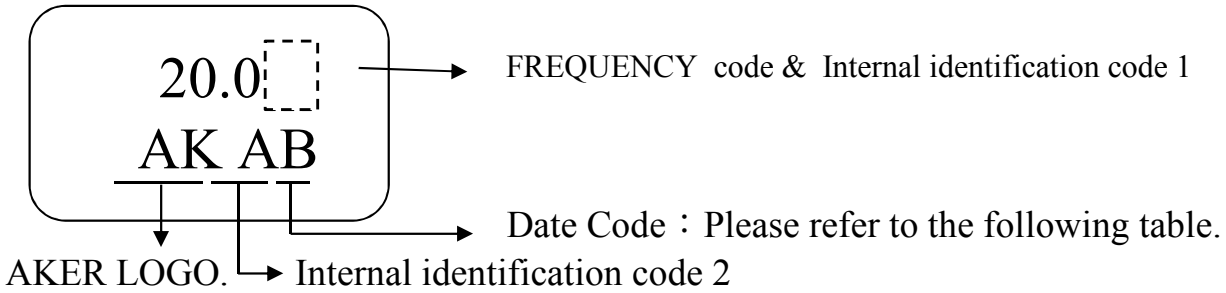 20.0
FREQUENCY code & Internal identification code 1
AK AB
Date Code：Please refer to the following table.
AKER LOGO.
Internal identification code 2